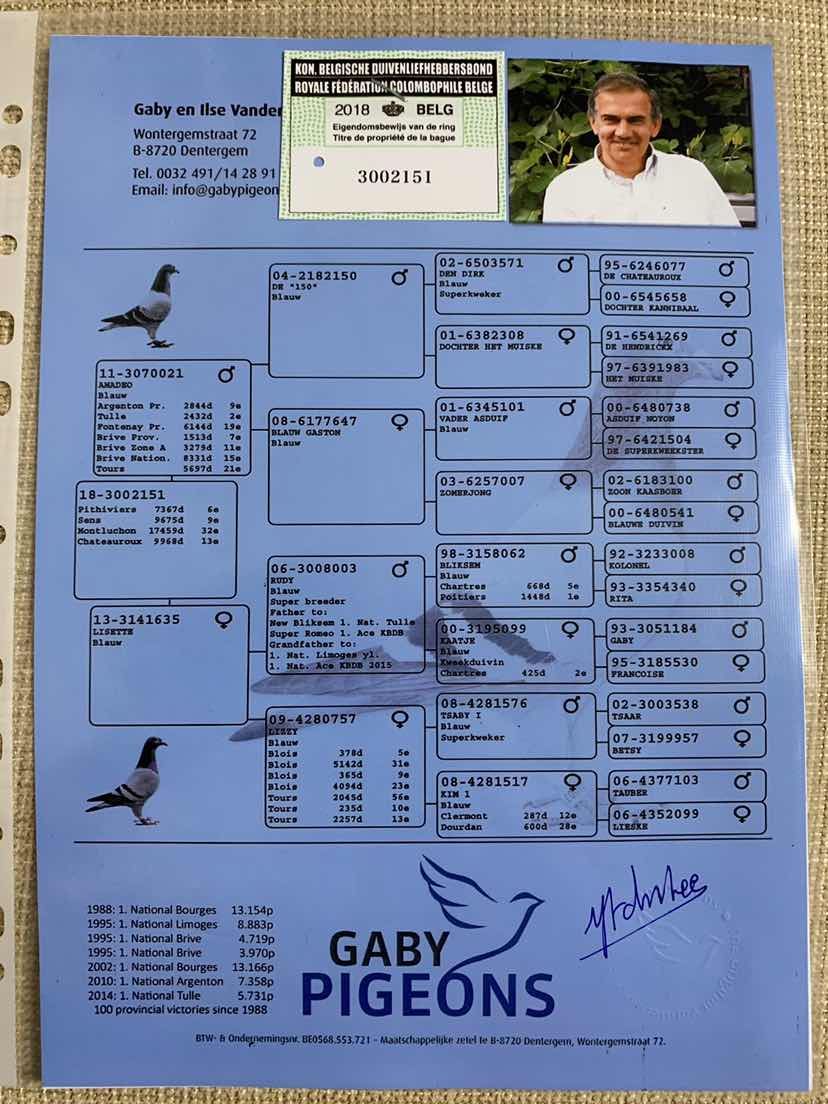 Gaby en Ilse Vander
Wontergemstraat 72
B-8720 Dentergem
Tel. 0032 491/14 28 91
Email: info@gabypigeon
KON. BELGISCHE DUIVENLIEFHEBBERSBOND
ROYALE FÉDÉRATION COLOMBOPHILE BELGE
2018 BELG
Eigendomsbewijs van de ring
Titre de propriété de la bague
3002151
18-3002151
Pithiviers 7367d 6e
Sens 9675d 9e
Montluchon 17459d 32e
Chateauroux 9968d 13e
11-3070021 ♂
AMADEO
Blauw
Argenton Pr. 2844d 9e
Tulle 2432d 2e
Fontenay Pr. 6144d 19e
Brive Prov. 1513d 7e
Brive Zone A 3279d 11e
Brive Nation. 8331d 15e
Tours 5697d 21e
13-3141635 ♀
LISETTE
Blauw
04-2182150 ♂
DE "150"
Blauw
08-6177647 ♀
BLAUW GASTON
Blauw
06-3008003 ♂
RUDY
Blauw
Super breeder
Father to:
New Bliksem 1. Nat. Tulle
Super Romeo 1. Ace KBDB
Grandfather to:
1. Nat. Limoges yl.
1. Nat. Ace KBDB 2015
09-4280757 ♀
LIZZY
Blauw
Blois 378d 5e
Blois 5142d 31e
Blois 365d 9e
Blois 4094d 23e
Tours 2045d 56e
Tours 235d 10e
Tours 2257d 13e
02-6503571 ♂
DEN DIRK
Blauw
Superkweker
01-6382308 ♀
DOCHTER HET MUISKE
01-6345101 ♂
VADER ASDUIF
Blauw
03-6257007 ♀
ZOMERJONG
98-3158062 ♂
BLIKSEM
Blauw
Chartres 668d 5e
Poitiers 1448d 1e
00-3195099 ♀
KAATJE
Blauw
Kweekduivin
Chartres 425d 2e
08-4281576 ♂
TSABY I
Blauw
Superkweker
08-4281517 ♀
KIM 1
Blauw
Clermont 287d 12e
Dourdan 600d 28e
95-6246077 ♂
DE CHATEAUROUX
00-6545658 ♀
DOCHTER KANNIBAAL
91-6541269 ♂
DE HENDRICKX
97-6391983 ♀
HET MUISKE
00-6480738 ♂
ASDUIF NOYON
97-6421504 ♀
DE SUPERKWEEKSTER
02-6183100 ♂
ZOON KAASBOER
00-6480541 ♀
BLAUWE DUIVIN
92-3233008 ♂
KOLONEL
93-3354340 ♀
RITA
93-3051184 ♂
GABY
95-3185530 ♀
FRANCOISE
02-3003538 ♂
TSAAR
07-3199957 ♀
BETSY
06-4377103 ♂
TAUBER
06-4352099 ♀
LIESKE
1988: 1. National Bourges 13.154p
1995: 1. National Limoges 8.883p
1995: 1. National Brive 4.719p
1995: 1. National Brive 3.970p
2002: 1. National Bourges 13.166p
2010: 1. National Argenton 7.358p
2014: 1. National Tulle 5.731p
100 provincial victories since 1988
GABY
PIGEONS
BTW- & Ondernemingsnr. BE0568.553.721 - Maatschappelijke zetel te B-8720 Dentergem, Wontergemstraat 72.